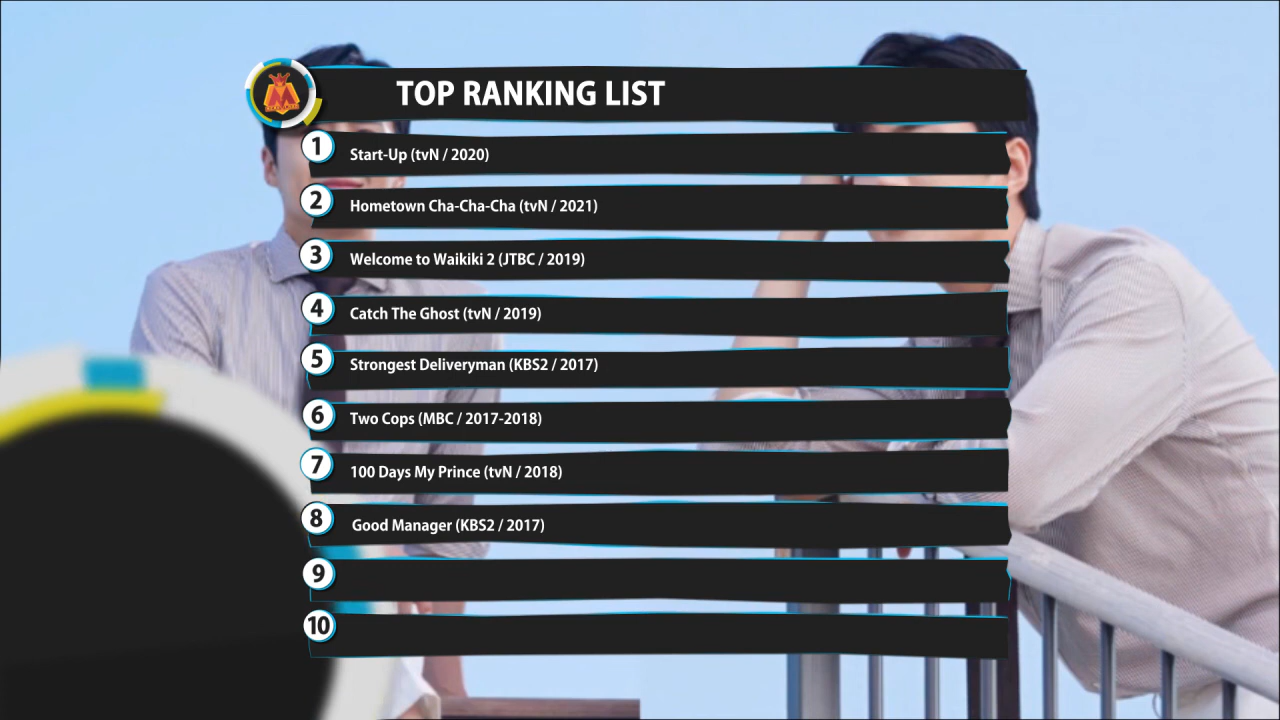 TOP RANKING LIST
1
Start-Up (tvN / 2020)
2
Hometown Cha-Cha-Cha (tvN / 2021)
3
Welcome to Waikiki 2 (JTBC / 2019)
4
Catch The Ghost (tvN / 2019)
5
Strongest Deliveryman (KBS2 / 2017)
6
Two Cops (MBC / 2017-2018)
7
100 Days My Prince (tvN / 2018)
8
Good Manager (KBS2 / 2017)
9
10